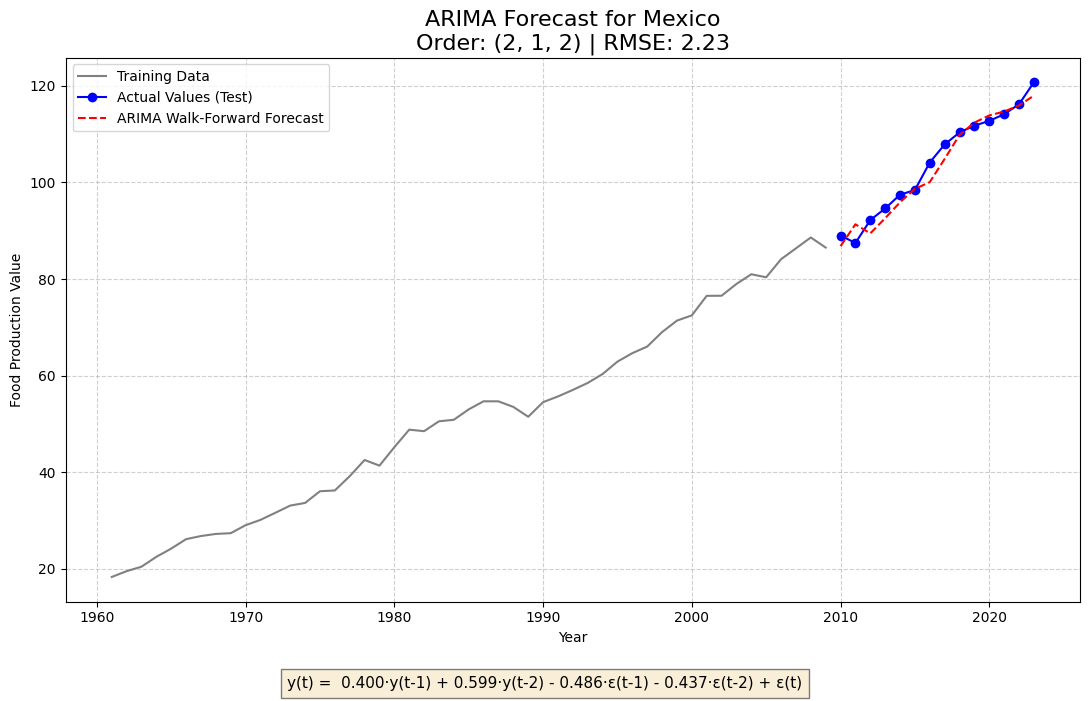 ARIMA Forecast for Mexico
Order: (2, 1, 2) | RMSE: 2.23
Training Data
Actual Values (Test)
ARIMA Walk-Forward Forecast
Food Production Value
120
100
80
60
40
20
1960 1970 1980 1990 2000 2010 2020
Year
y(t) =  0.400·y(t-1) + 0.599·y(t-2) - 0.486·ε(t-1) - 0.437·ε(t-2) + ε(t)